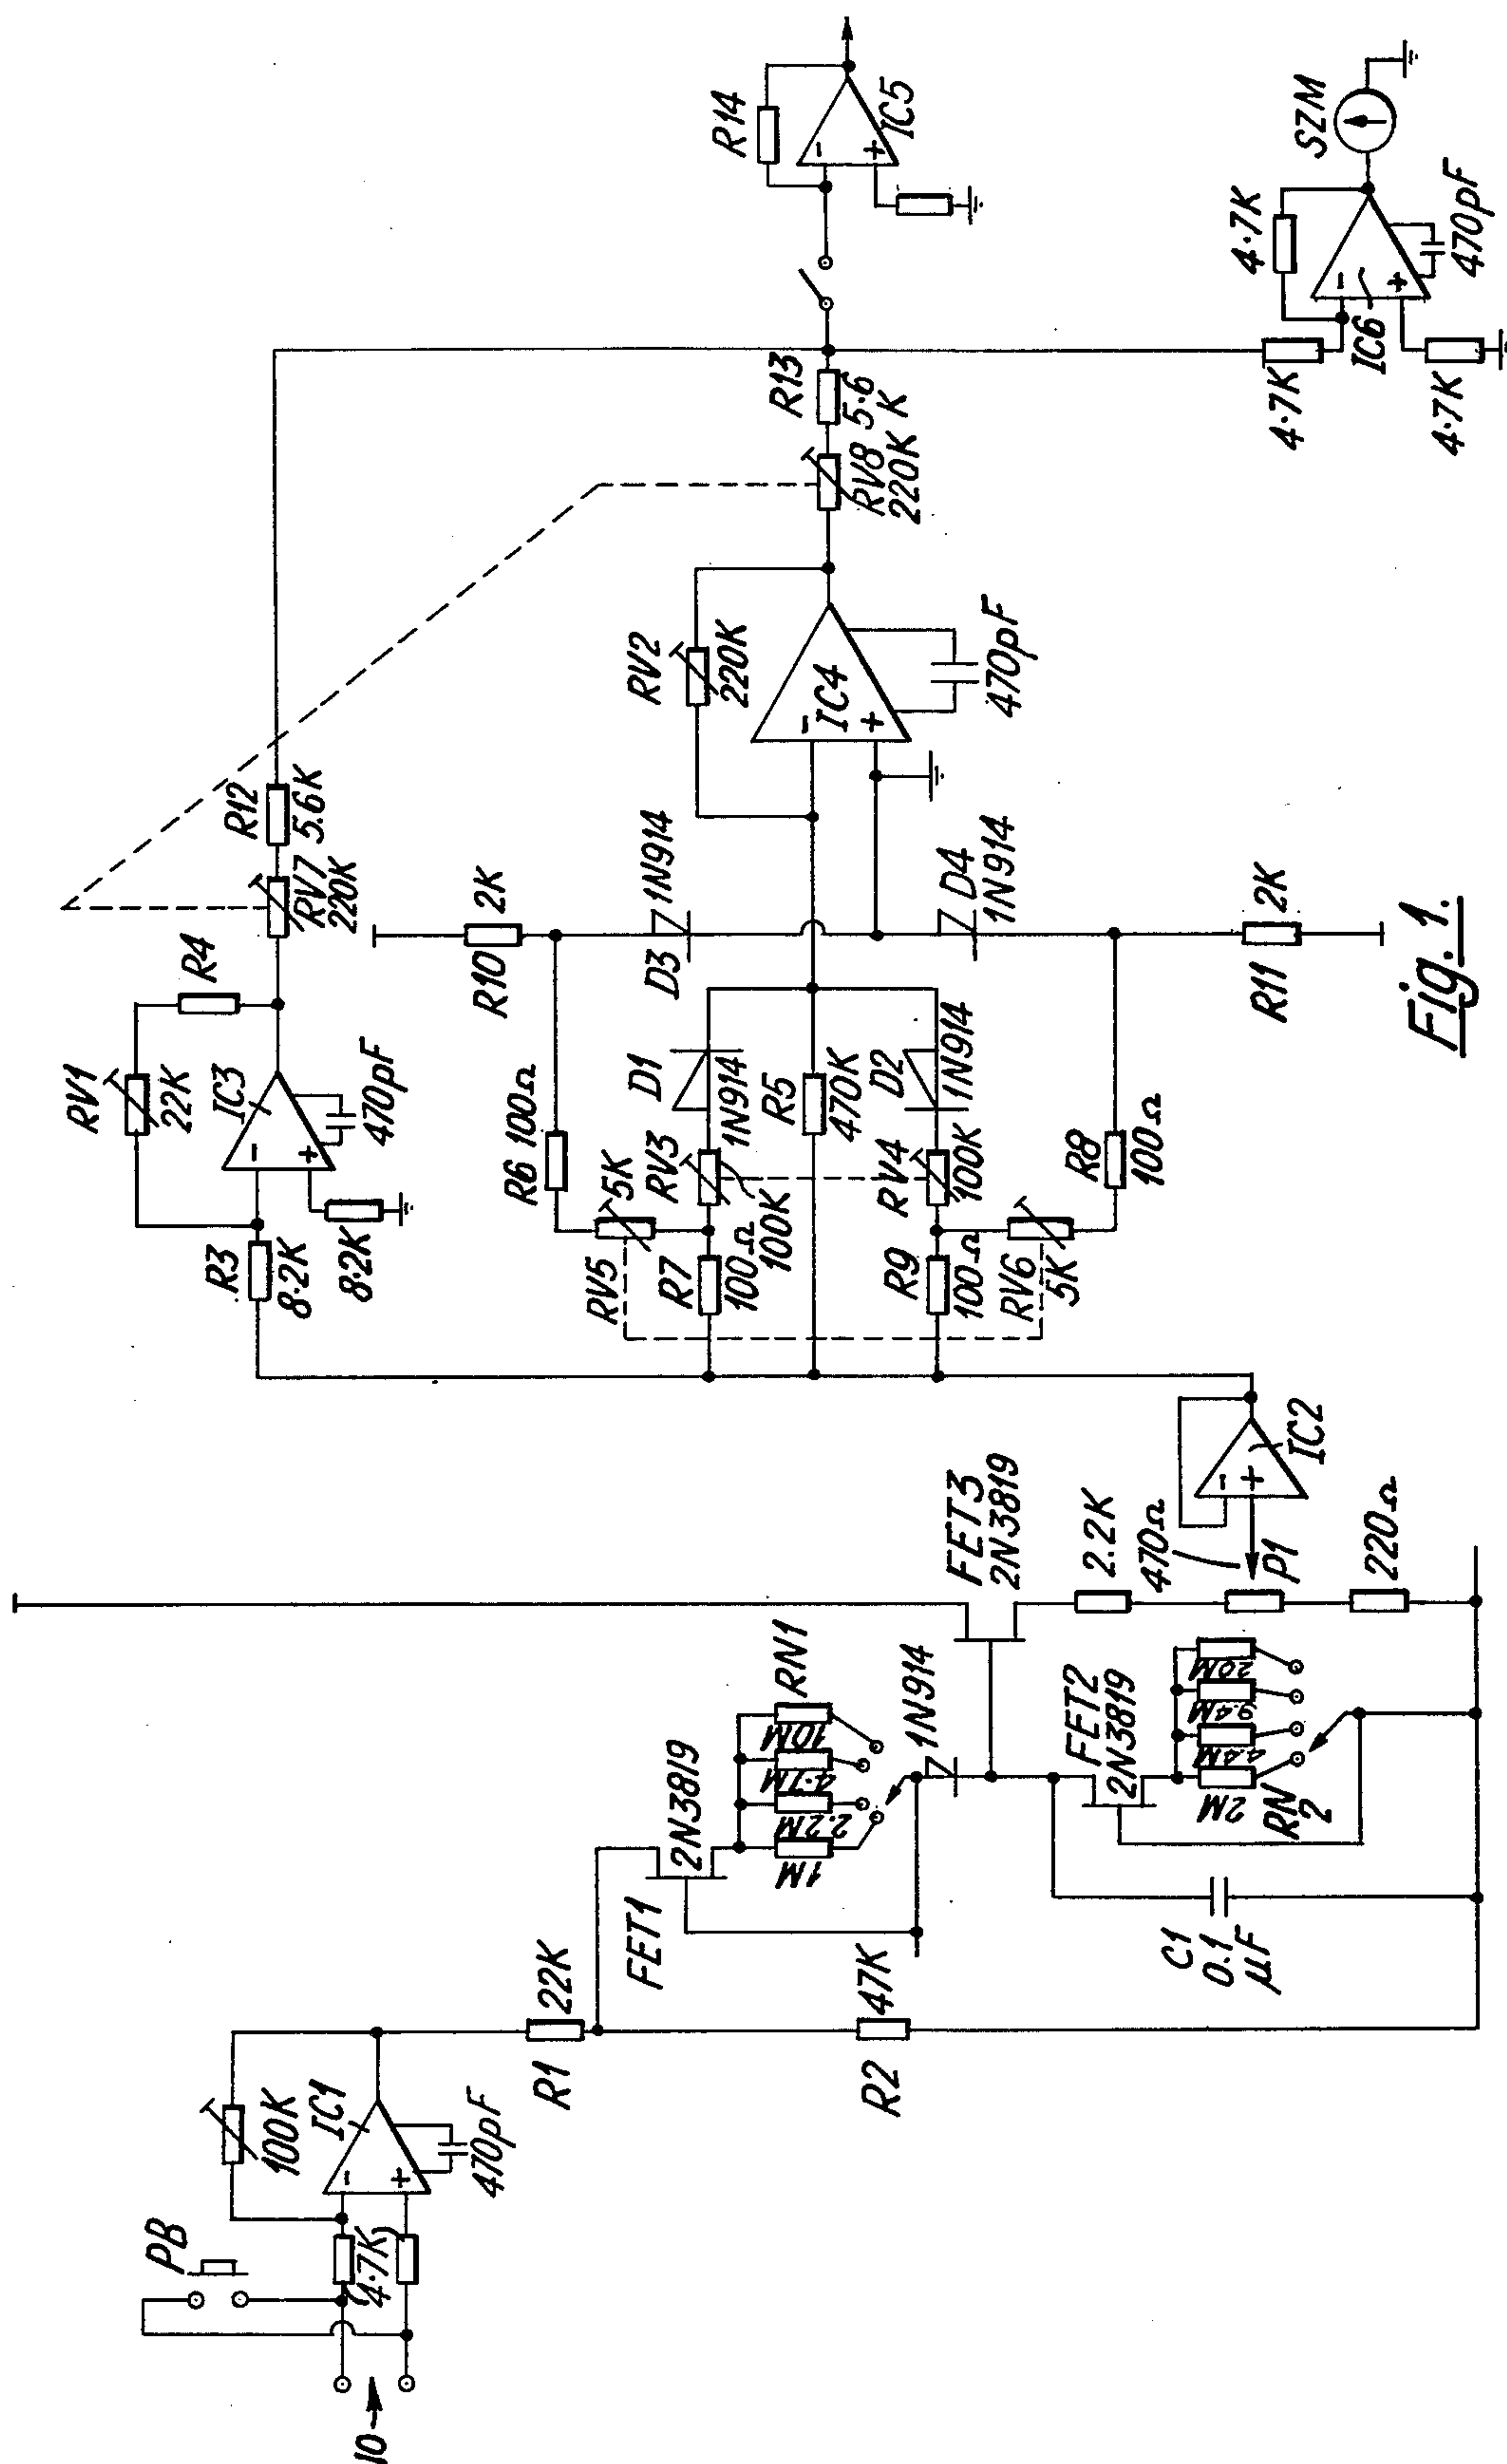 10
PB
(4.7K)
100K
IC1
-
+
470pF
R1
22K
R2
47K
FET1
2N3819
1M
2.2M
4.7M
10M
RN1
1N914
C1
0.1
µF
FET2
2N3819
2M
4.4M
9.4M
20M
RN
2
FET3
2N3819
2.2K
470Ω
P1
220Ω
-
+
IC2
R3
8.2K
8.2K
RV1
22K
IC3
-
+
470pF
R4
RV7
220K
R12
5.6K
R6
100Ω
RV5
5K
R7
100Ω
RV3
100K
D1
1N914
R5
470K
R9
100Ω
RV4
100K
D2
1N914
RV6
5K
R8
100Ω
R10
2K
D3
1N914
D4
1N914
R11
2K
RV2
220K
-
IC4
+
470pF
RV8
220K
R13
5.6
K
R14
-
+
IC5
4.7K
4.7K
4.7K
-
+
IC6
470pF
SZM
Fig. 1.